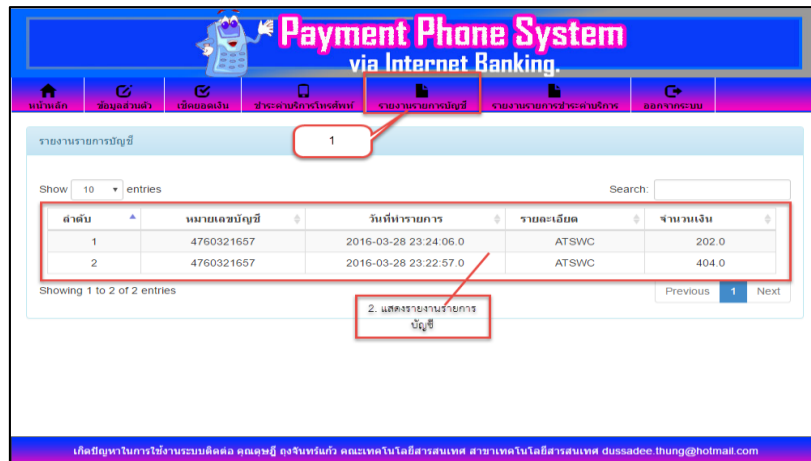 Payment Phone System
via Internet Banking.
หน้าหลัก ข้อมูลส่วนตัว เช็คยอดเงิน ชำระค่าบริการโทรศัพท์ รายงานรายการบัญชี รายงานรายการชำระค่าบริการ ออกจากระบบ
รายงานรายการบัญชี
1
Show 10 entries Search:
ลำดับ หมายเลขบัญชี วันที่ทำรายการ รายละเอียด จำนวนเงิน
1 4760321657 2016-03-28 23:24:06.0 ATSWC 202.0
2 4760321657 2016-03-28 23:22:57.0 ATSWC 404.0
Showing 1 to 2 of 2 entries Previous 1 Next
2. แสดงรายงานรายการ
บัญชี
เกิดปัญหาในการใช้งานระบบติดต่อ คุณดุษฎี ถุงจันทร์แก้ว คณะเทคโนโลยีสารสนเทศ สาขาเทคโนโลยีสารสนเทศ dussadee.thung@hotmail.com